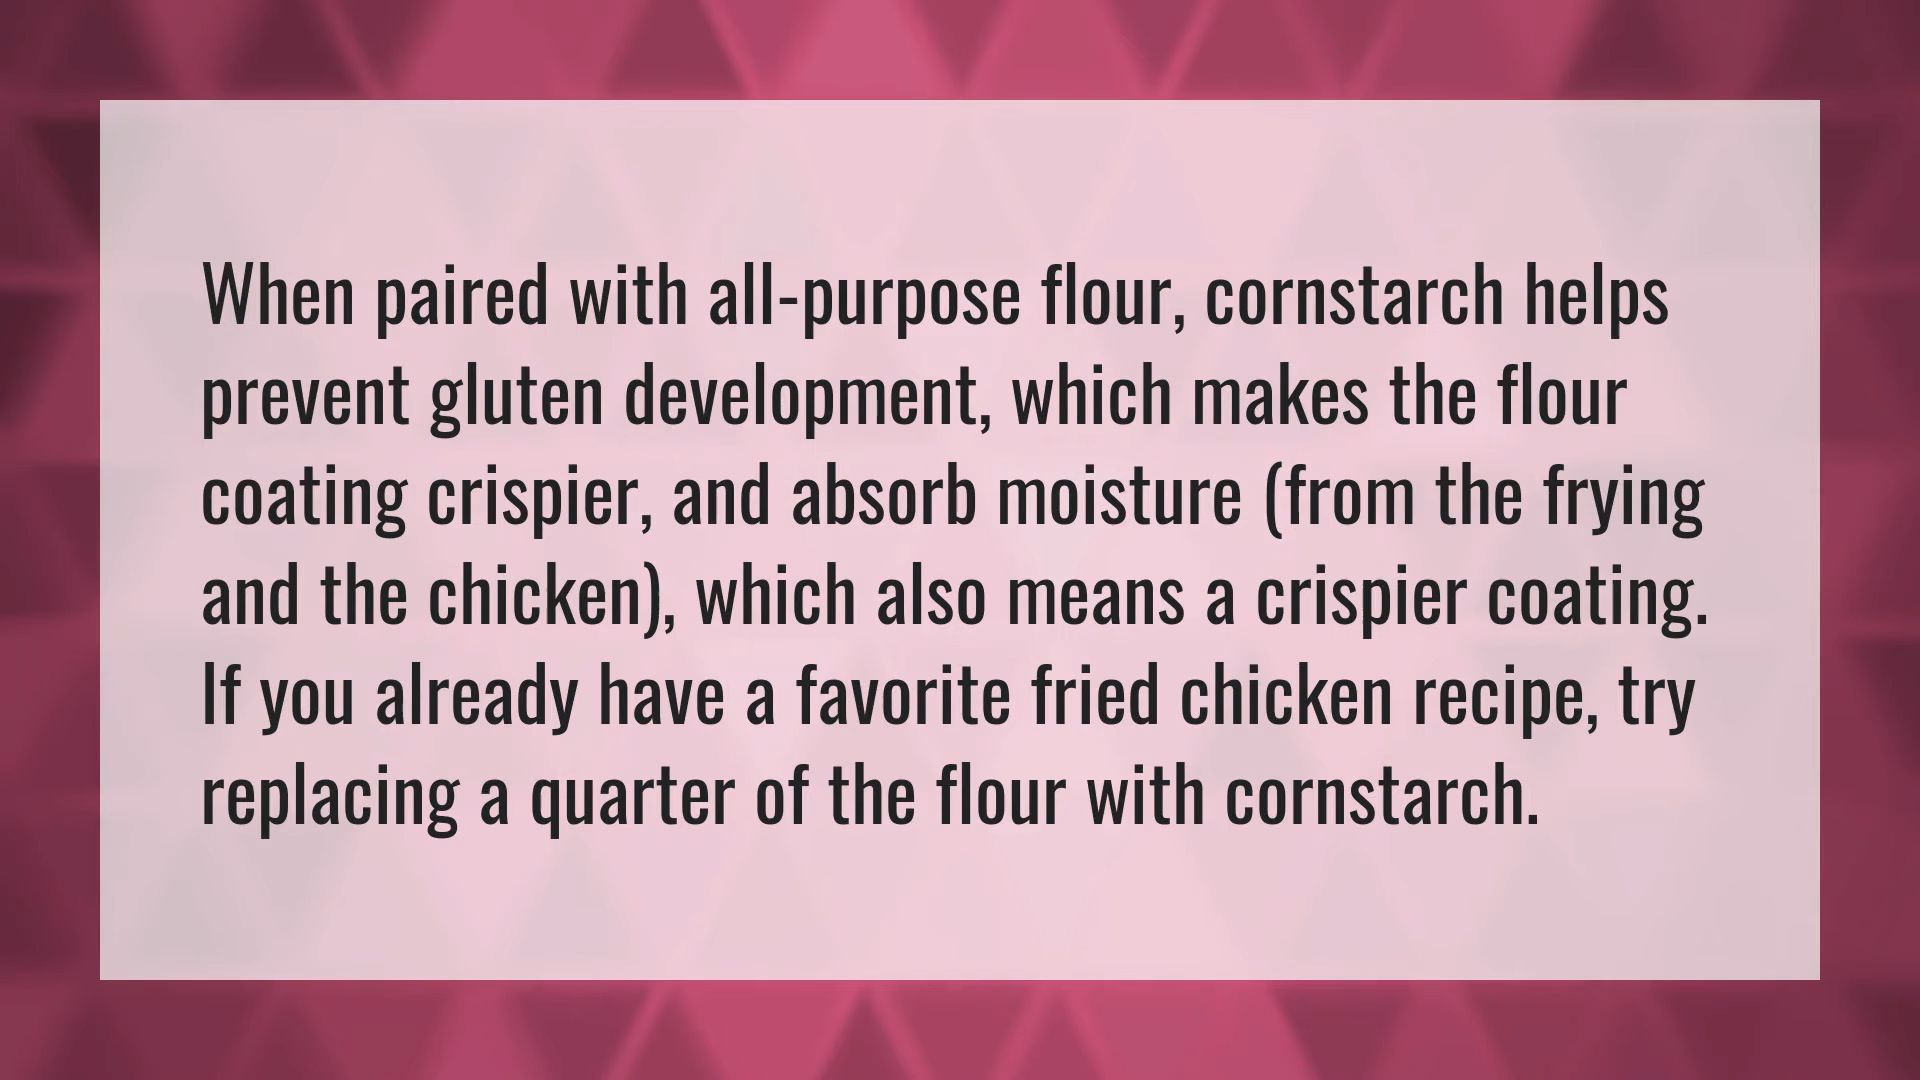 When paired with all-purpose flour, cornstarch helps
prevent gluten development, which makes the flour
coating crispier, and absorb moisture (from the frying
and the chicken), which also means a crispier coating.
If you already have a favorite fried chicken recipe, try
replacing a quarter of the flour with cornstarch.